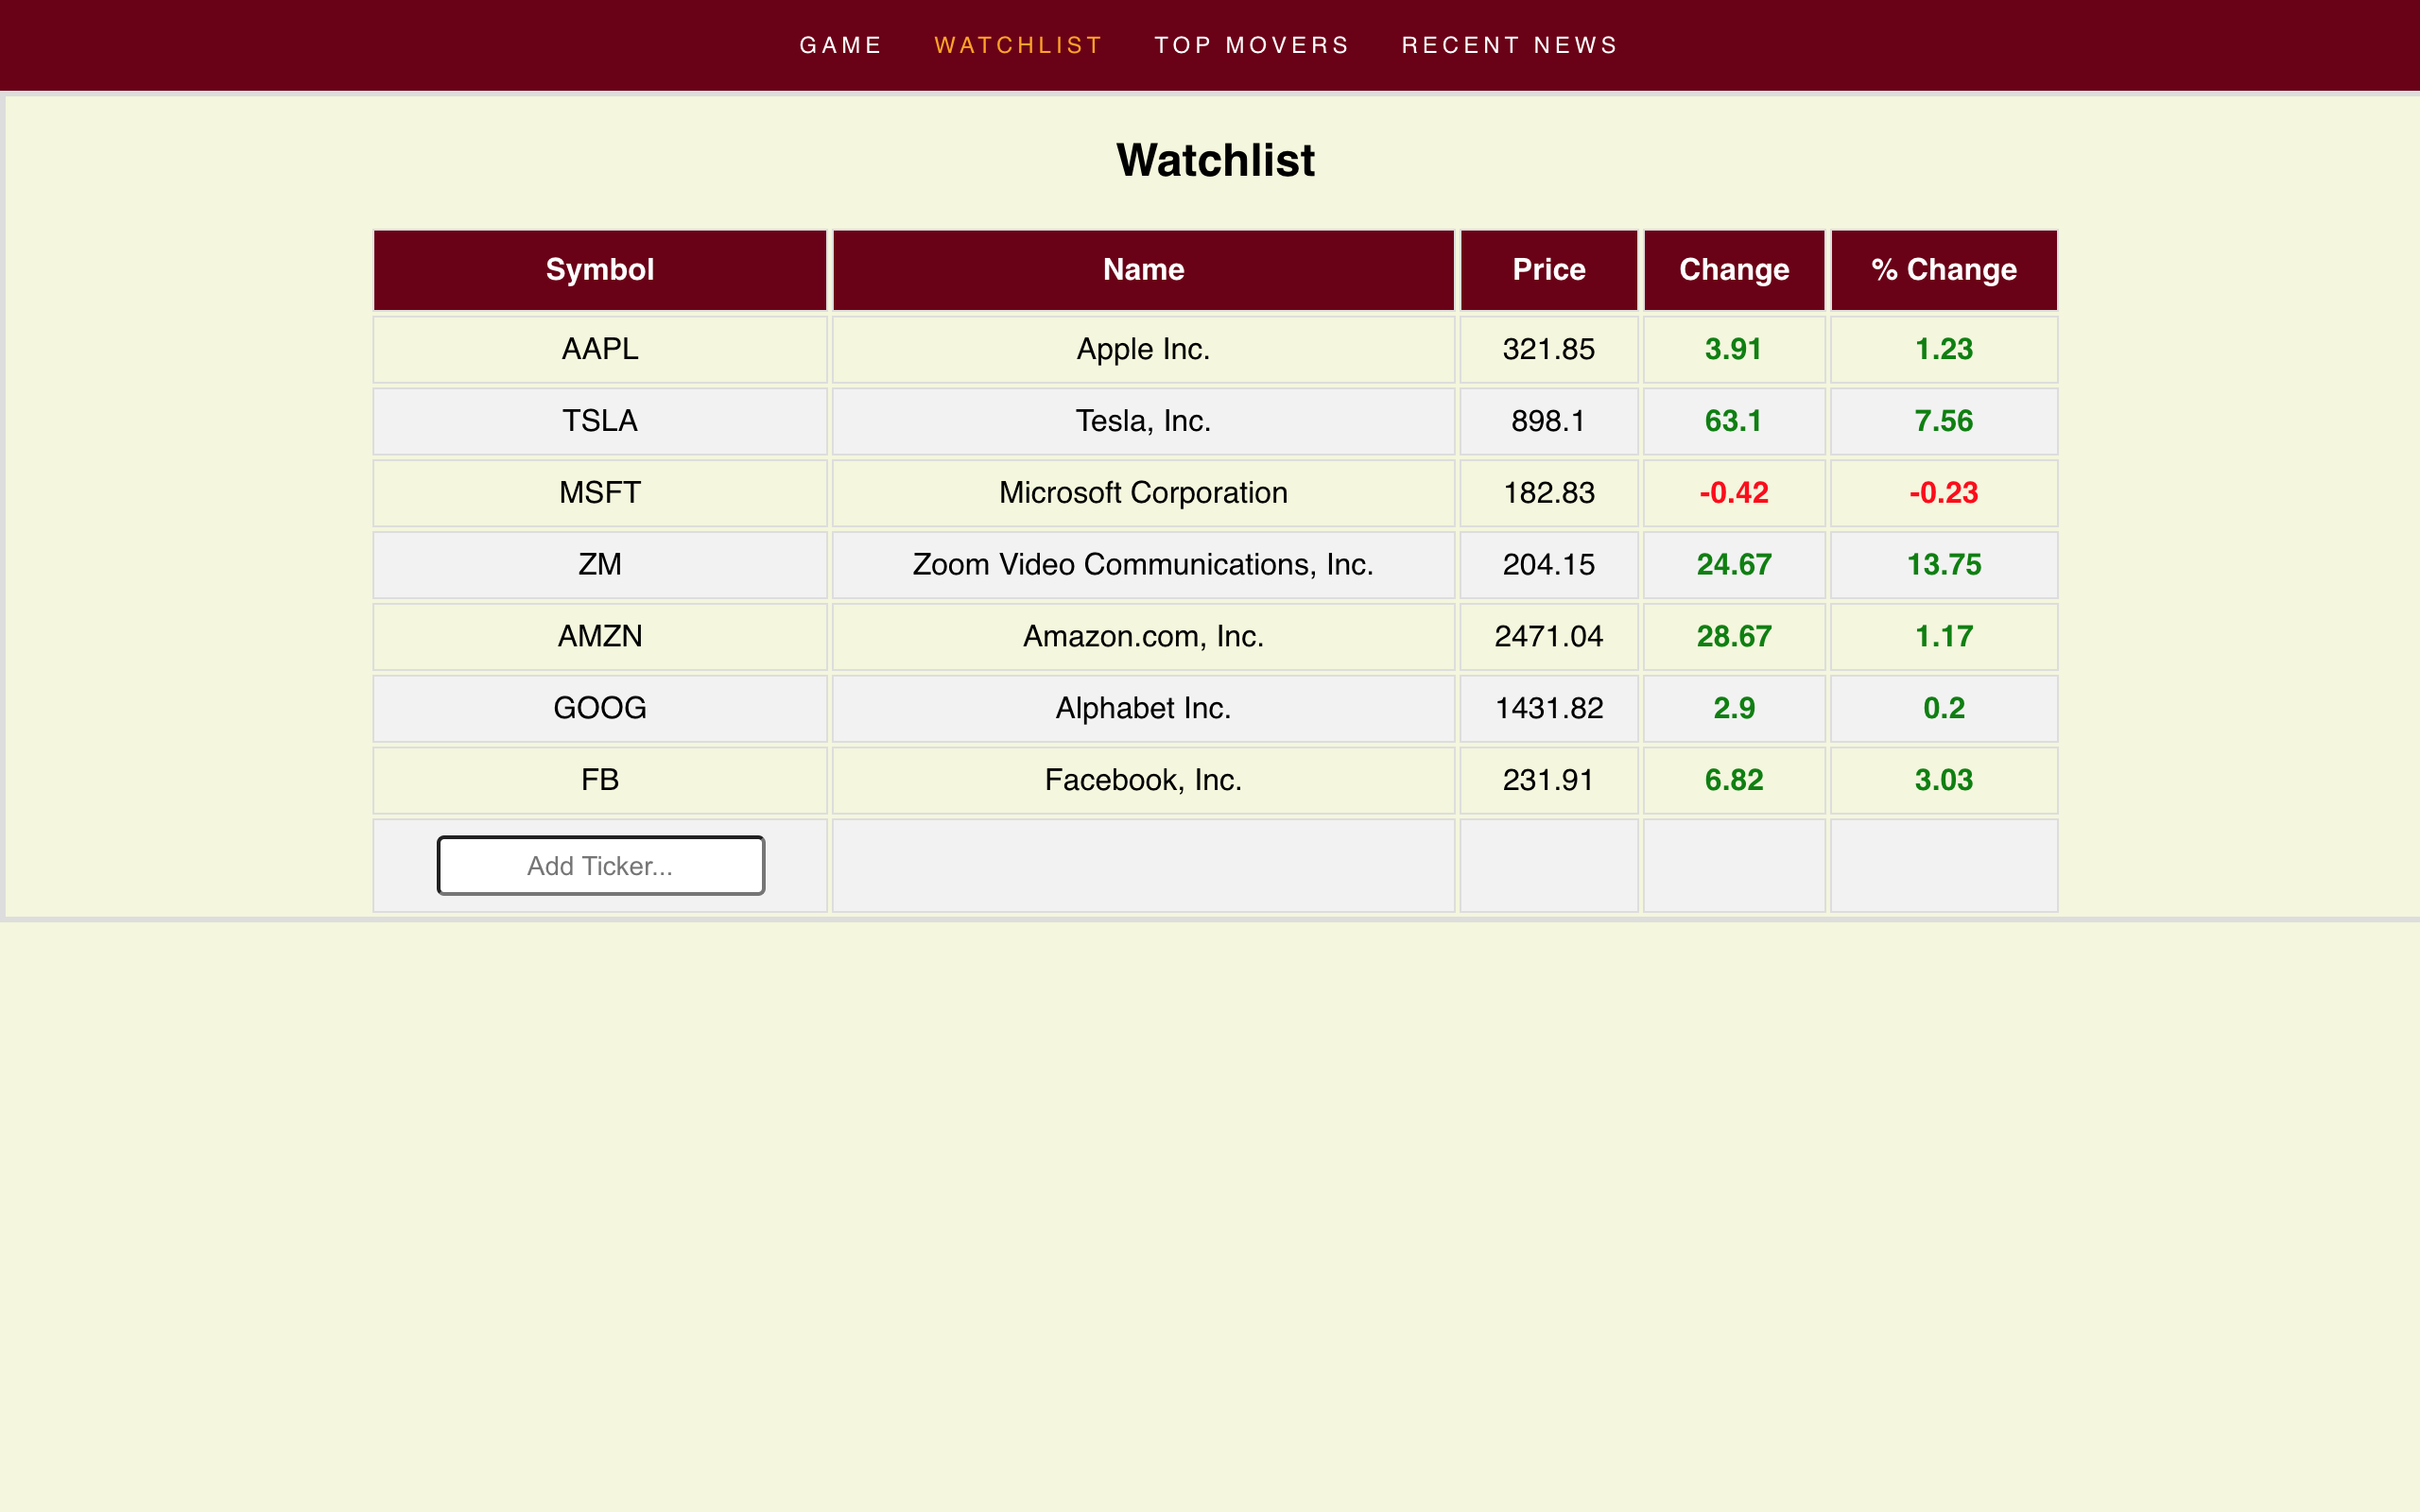 GAME WATCHLIST TOP MOVERS RECENT NEWS
Watchlist
Symbol Name Price Change % Change
AAPL Apple Inc. 321.85 3.91 1.23
TSLA Tesla, Inc. 898.1 63.1 7.56
MSFT Microsoft Corporation 182.83 -0.42 -0.23
ZM Zoom Video Communications, Inc. 204.15 24.67 13.75
AMZN Amazon.com, Inc. 2471.04 28.67 1.17
GOOG Alphabet Inc. 1431.82 2.9 0.2
FB Facebook, Inc. 231.91 6.82 3.03
Add Ticker...